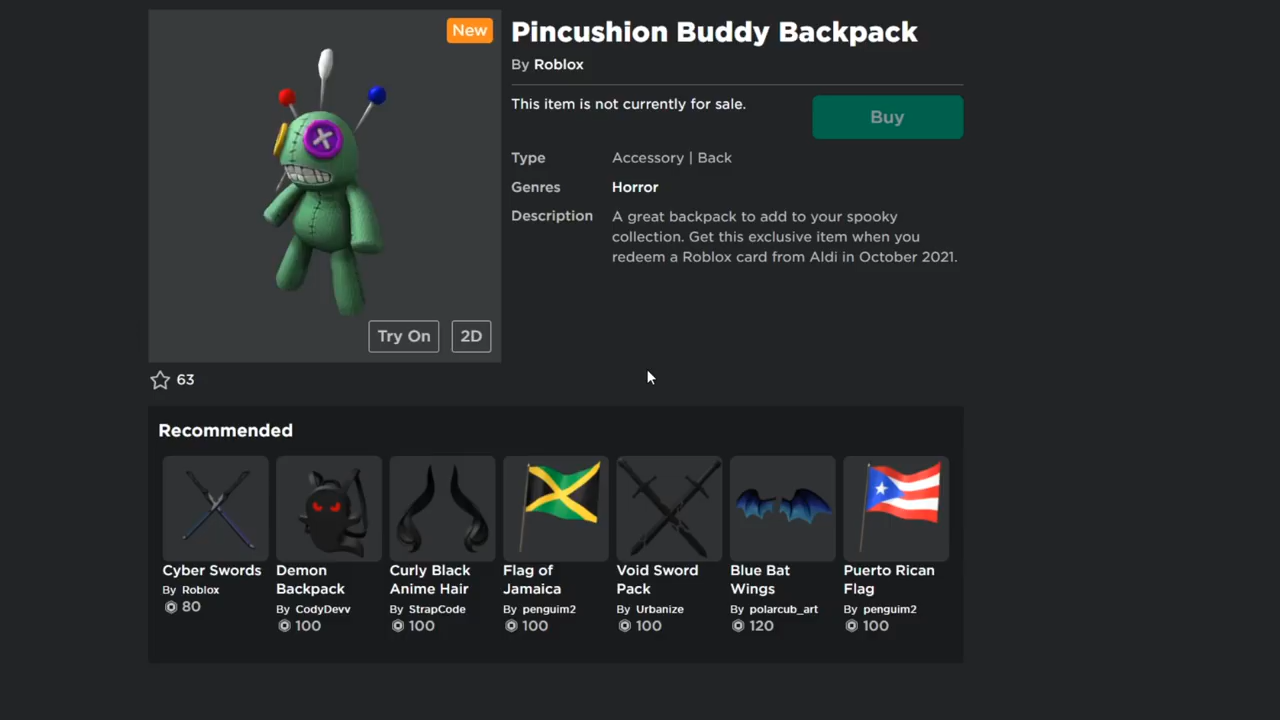 New
Pincushion Buddy Backpack
By Roblox
This item is not currently for sale.
Buy
Type Accessory | Back
Genres Horror
Description A great backpack to add to your spooky
collection. Get this exclusive item when you
redeem a Roblox card from Aldi in October 2021.
Try On
2D
63
Recommended
Cyber Swords
By Roblox
80
Demon
Backpack
By CodyDevv
100
Curly Black
Anime Hair
By StrapCode
100
Flag of
Jamaica
By penguim2
100
Void Sword
Pack
By Urbanize
100
Blue Bat
Wings
By polarcub_art
120
Puerto Rican
Flag
By penguim2
100